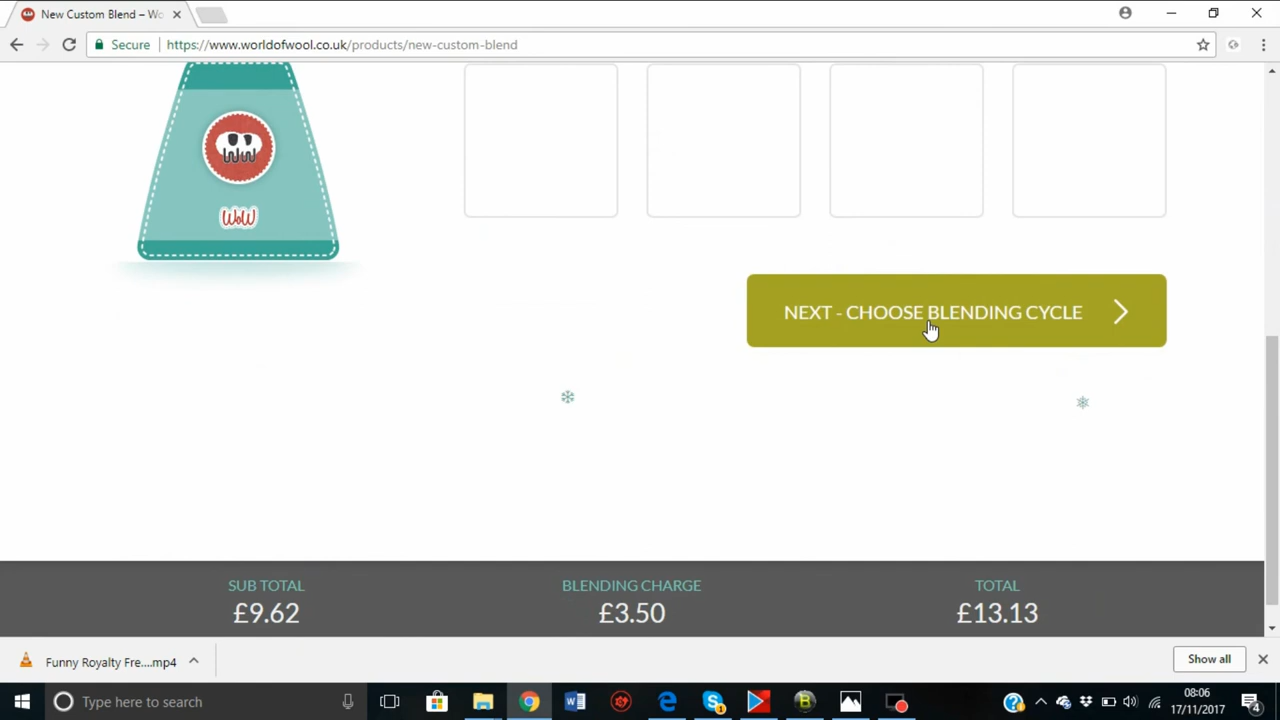 New Custom Blend – Wo
Secure
https://www.worldofwool.co.uk/products/new-custom-blend
WW
WoW
NEXT - CHOOSE BLENDING CYCLE
SUB TOTAL
£9.62
BLENDING CHARGE
£3.50
TOTAL
£13.13
Funny Royalty Fre....mp4
Show all
Type here to search
08:06
17/11/2017